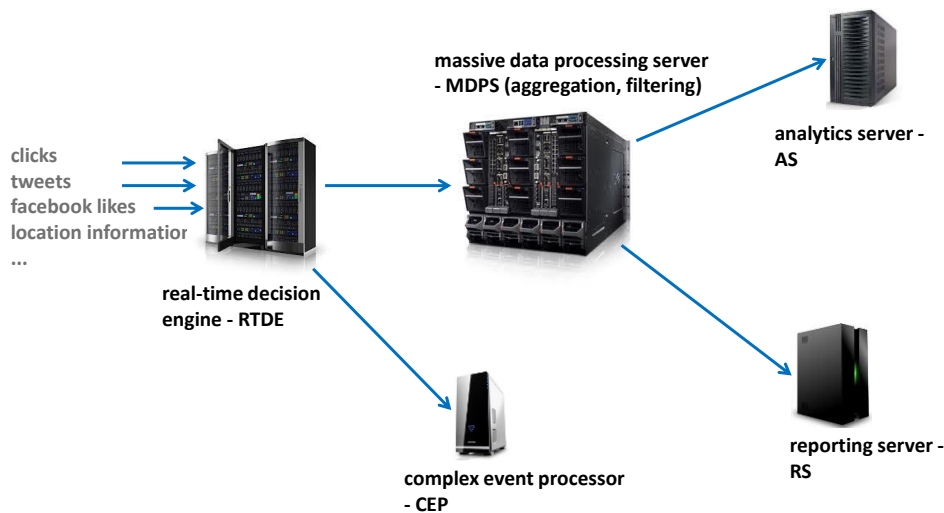 massive data processing server
- MDPS (aggregation, filtering)
analytics server -
AS
clicks
tweets
facebook likes
location information
...
real-time decision
engine - RTDE
reporting server -
RS
complex event processor
- CEP